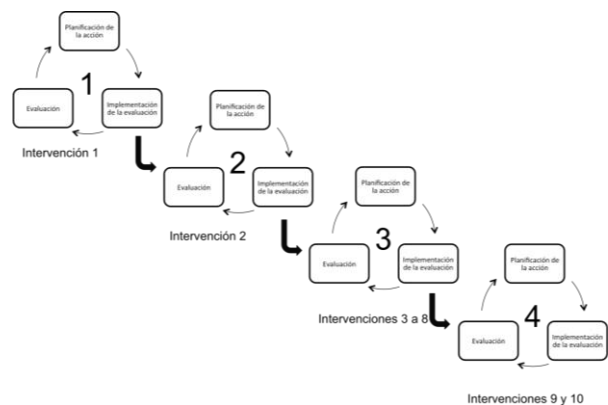 Planificación de
la acción
1
Evaluación
Implementación
de la evaluación
Intervención 1
Planificación de
la acción
2
Evaluación
Implementación
de la evaluación
Intervención 2
Planificación de
la acción
3
Evaluación
Implementación
de la evaluación
Intervenciones 3 a 8
Planificación de
la acción
4
Evaluación
Implementación
de la evaluación
Intervenciones 9 y 10